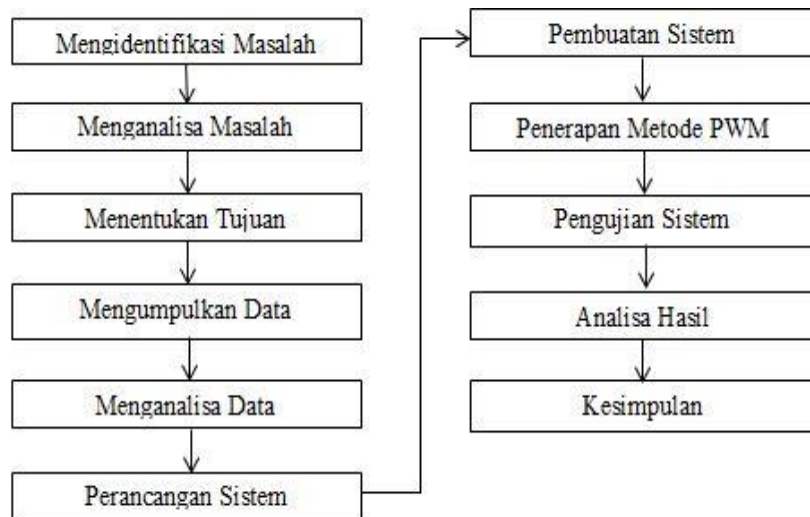 Mengidentifikasi Masalah
Menganalisa Masalah
Menentukan Tujuan
Mengumpulkan Data
Menganalisa Data
Perancangan Sistem
Pembuatan Sistem
Penerapan Metode PWM
Pengujian Sistem
Analisa Hasil
Kesimpulan